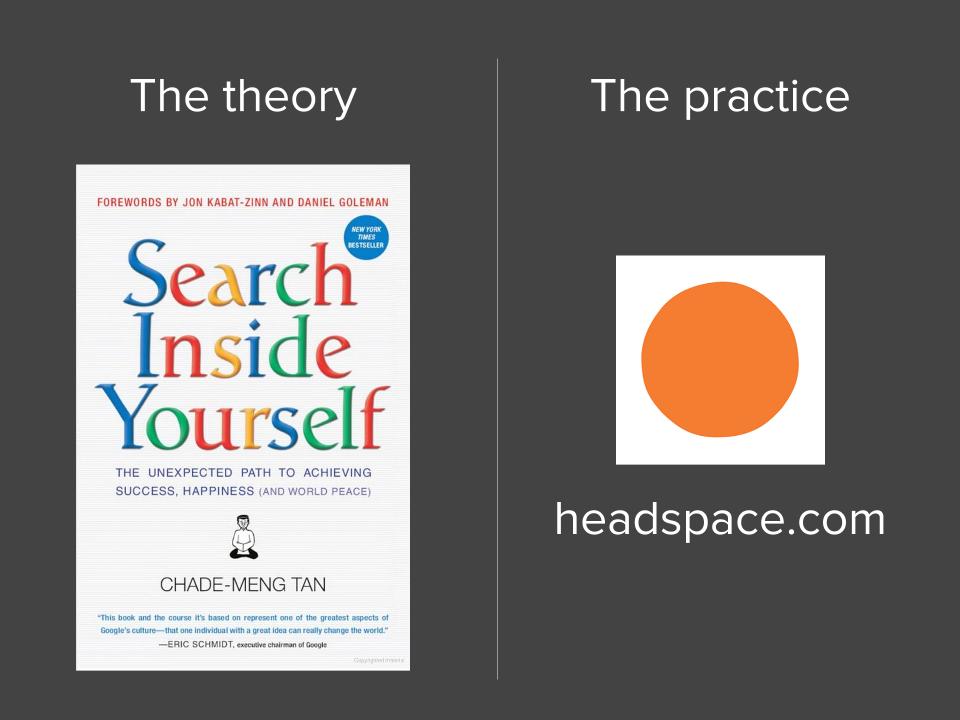 The theory
FOREWORDS BY JON KABAT-ZINN AND DANIEL GOLEMAN
NEW YORK
TIMES
BESTSELLER
Search
Inside
Yourself
THE UNEXPECTED PATH TO ACHIEVING
SUCCESS, HAPPINESS (AND WORLD PEACE)
CHADE-MENG TAN
"This book and the course it's based on represent one of the greatest aspects of
Google's culture—that one individual with a great idea can really change the world."
—ERIC SCHMIDT, executive chairman of Google
Copyrighted material
The practice
headspace.com